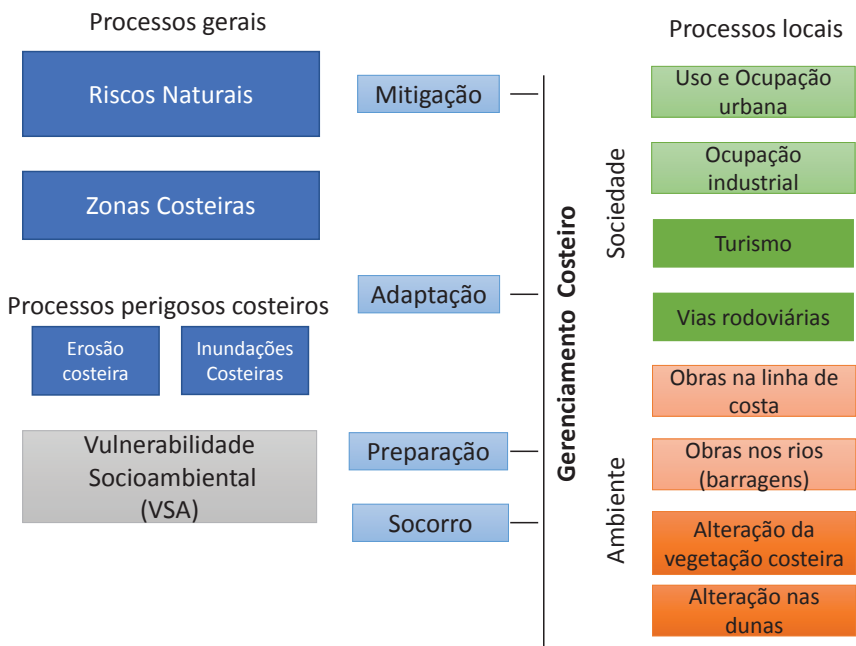 Processos gerais
Riscos Naturais
Zonas Costeiras
Processos perigosos costeiros
Erosão
costeira
Inundações
Costeiras
Vulnerabilidade
Socioambiental
(VSA)
Mitigação
Adaptação
Preparação
Socorro
Gerenciamento Costeiro
Processos locais
Sociedade
Uso e Ocupação
urbana
Ocupação
industrial
Turismo
Vias rodoviárias
Ambiente
Obras na linha de
costa
Obras nos rios
(barragens)
Alteração da
vegetação costeira
Alteração nas
dunas